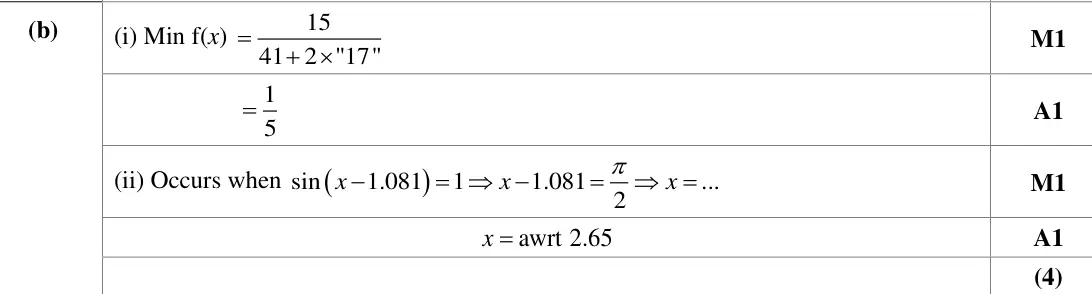 (b) (i) Min f(x) = 15 / (41 + 2 × "17") M1
= 1/5 A1
(ii) Occurs when sin(x − 1.081) = 1 ⇒ x − 1.081 = π/2 ⇒ x = ... M1
x = awrt 2.65 A1
(4)